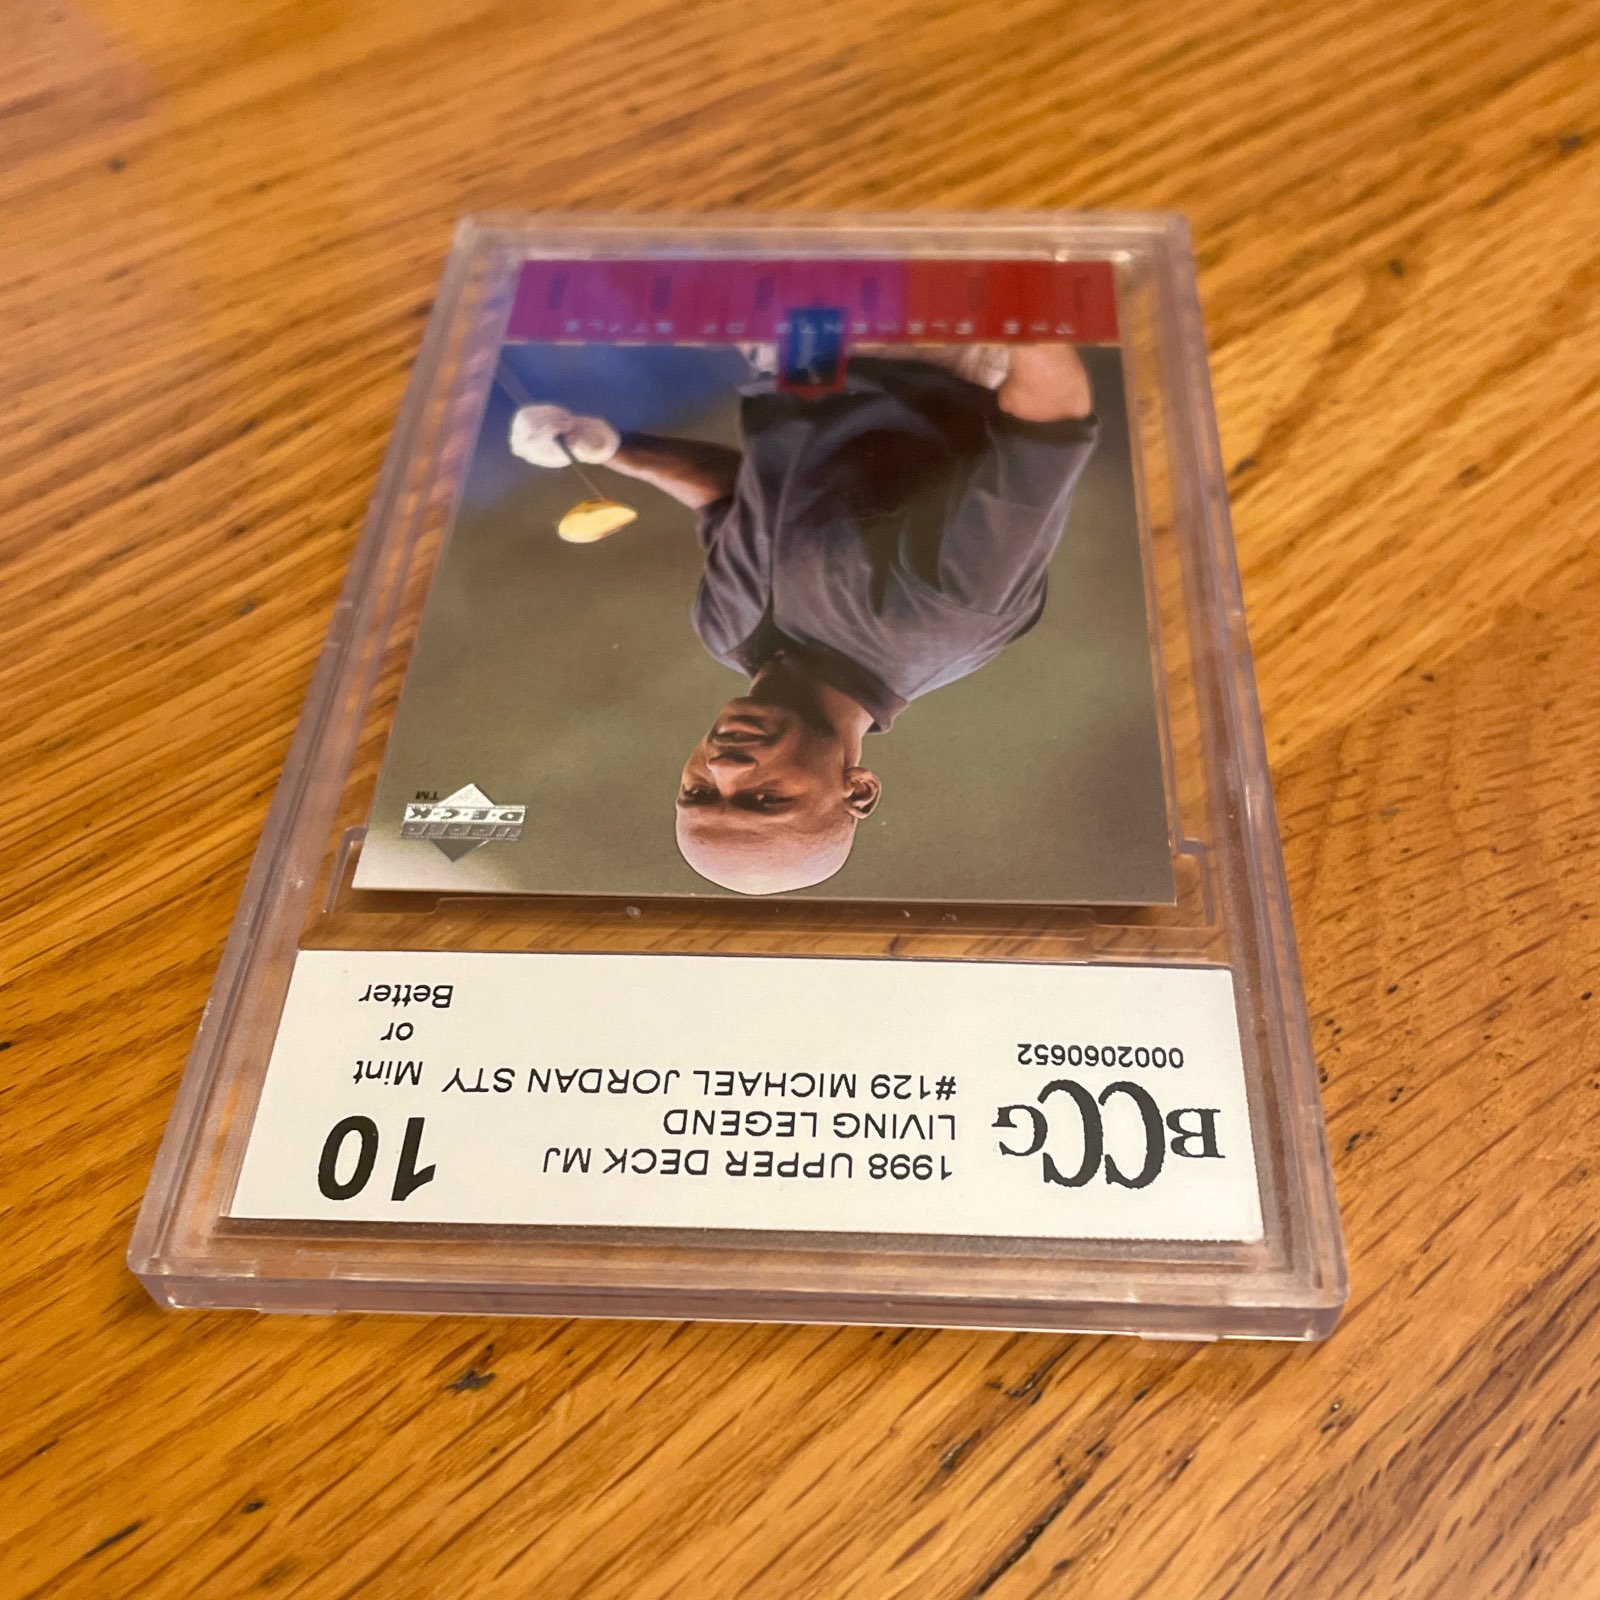 BCCG
0002060652
1998 UPPER DECK MJ
LIVING LEGEND
#129 MICHAEL JORDAN STY
10
Mint
or
Better
UPPER
DECK
TM
THE ELEMENTS OF STYLE